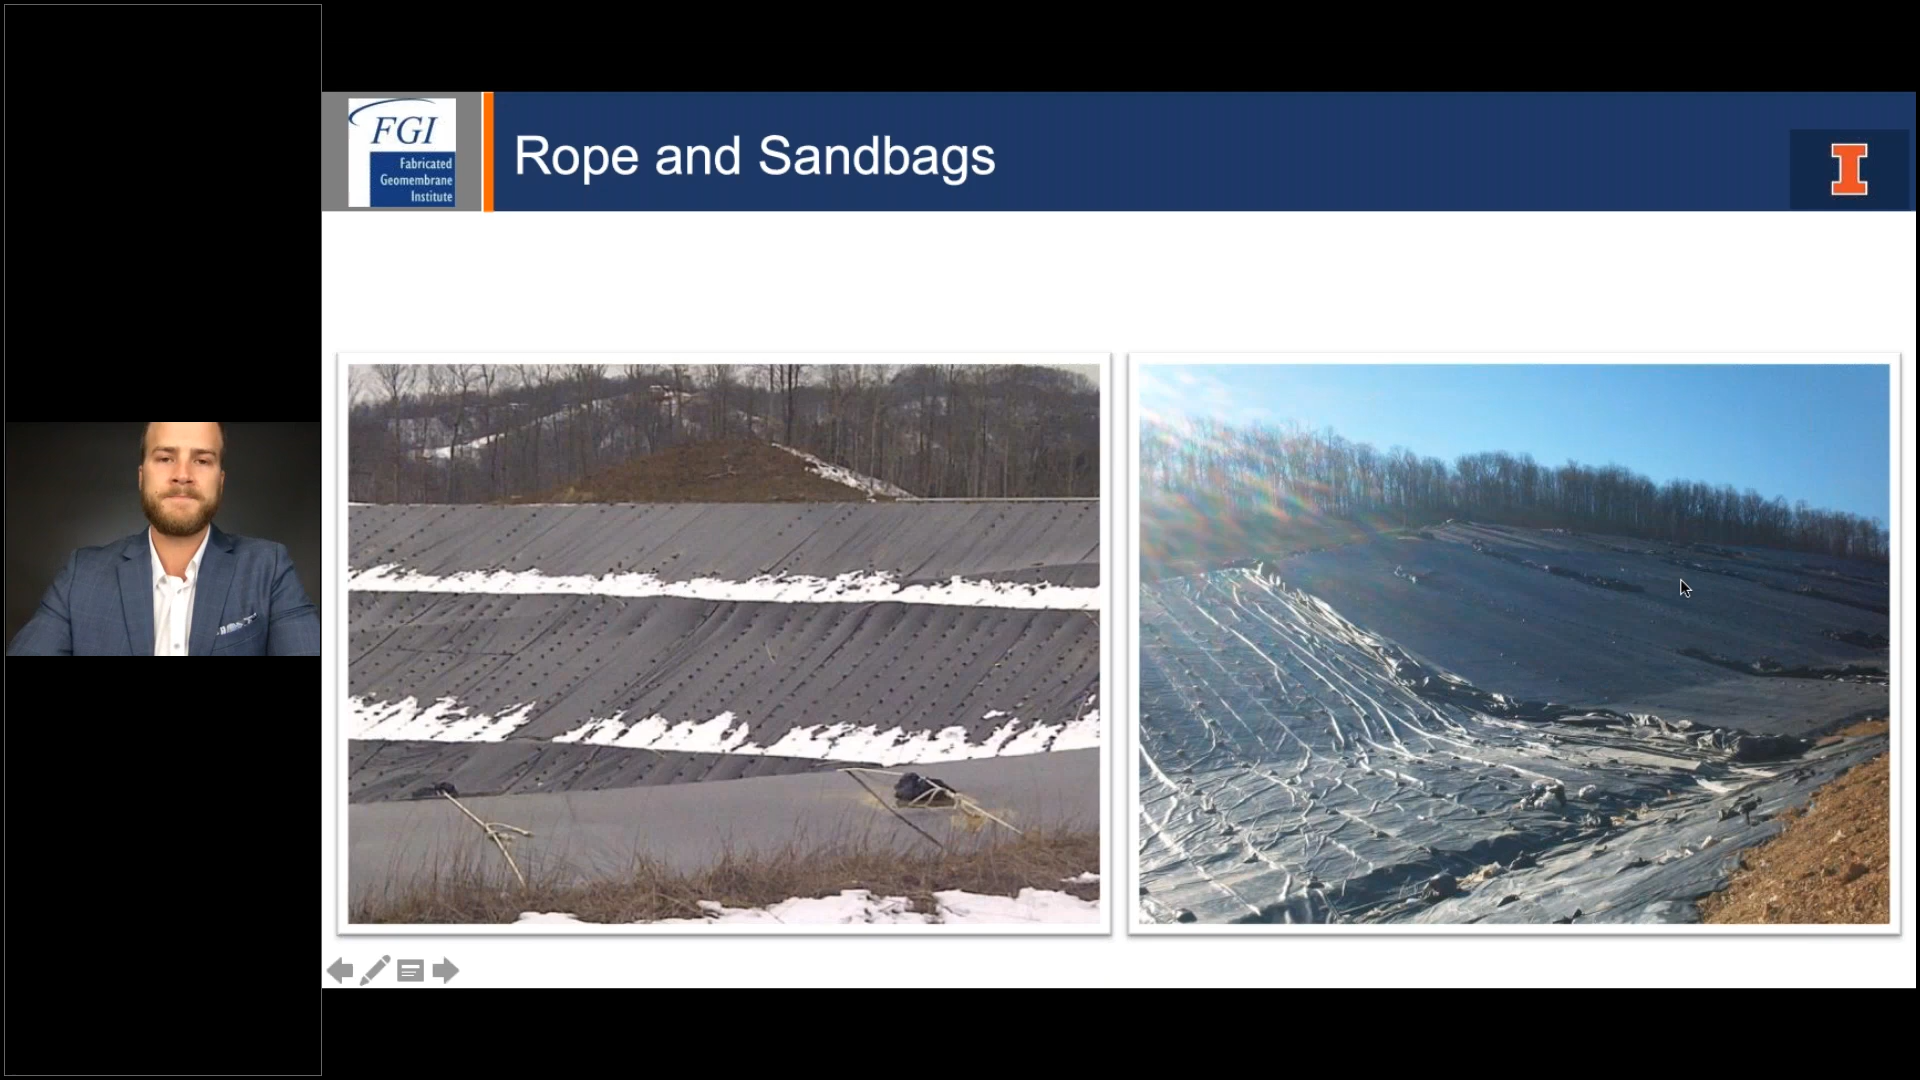 FGI
Fabricated
Geomembrane
Institute
Rope and Sandbags
I